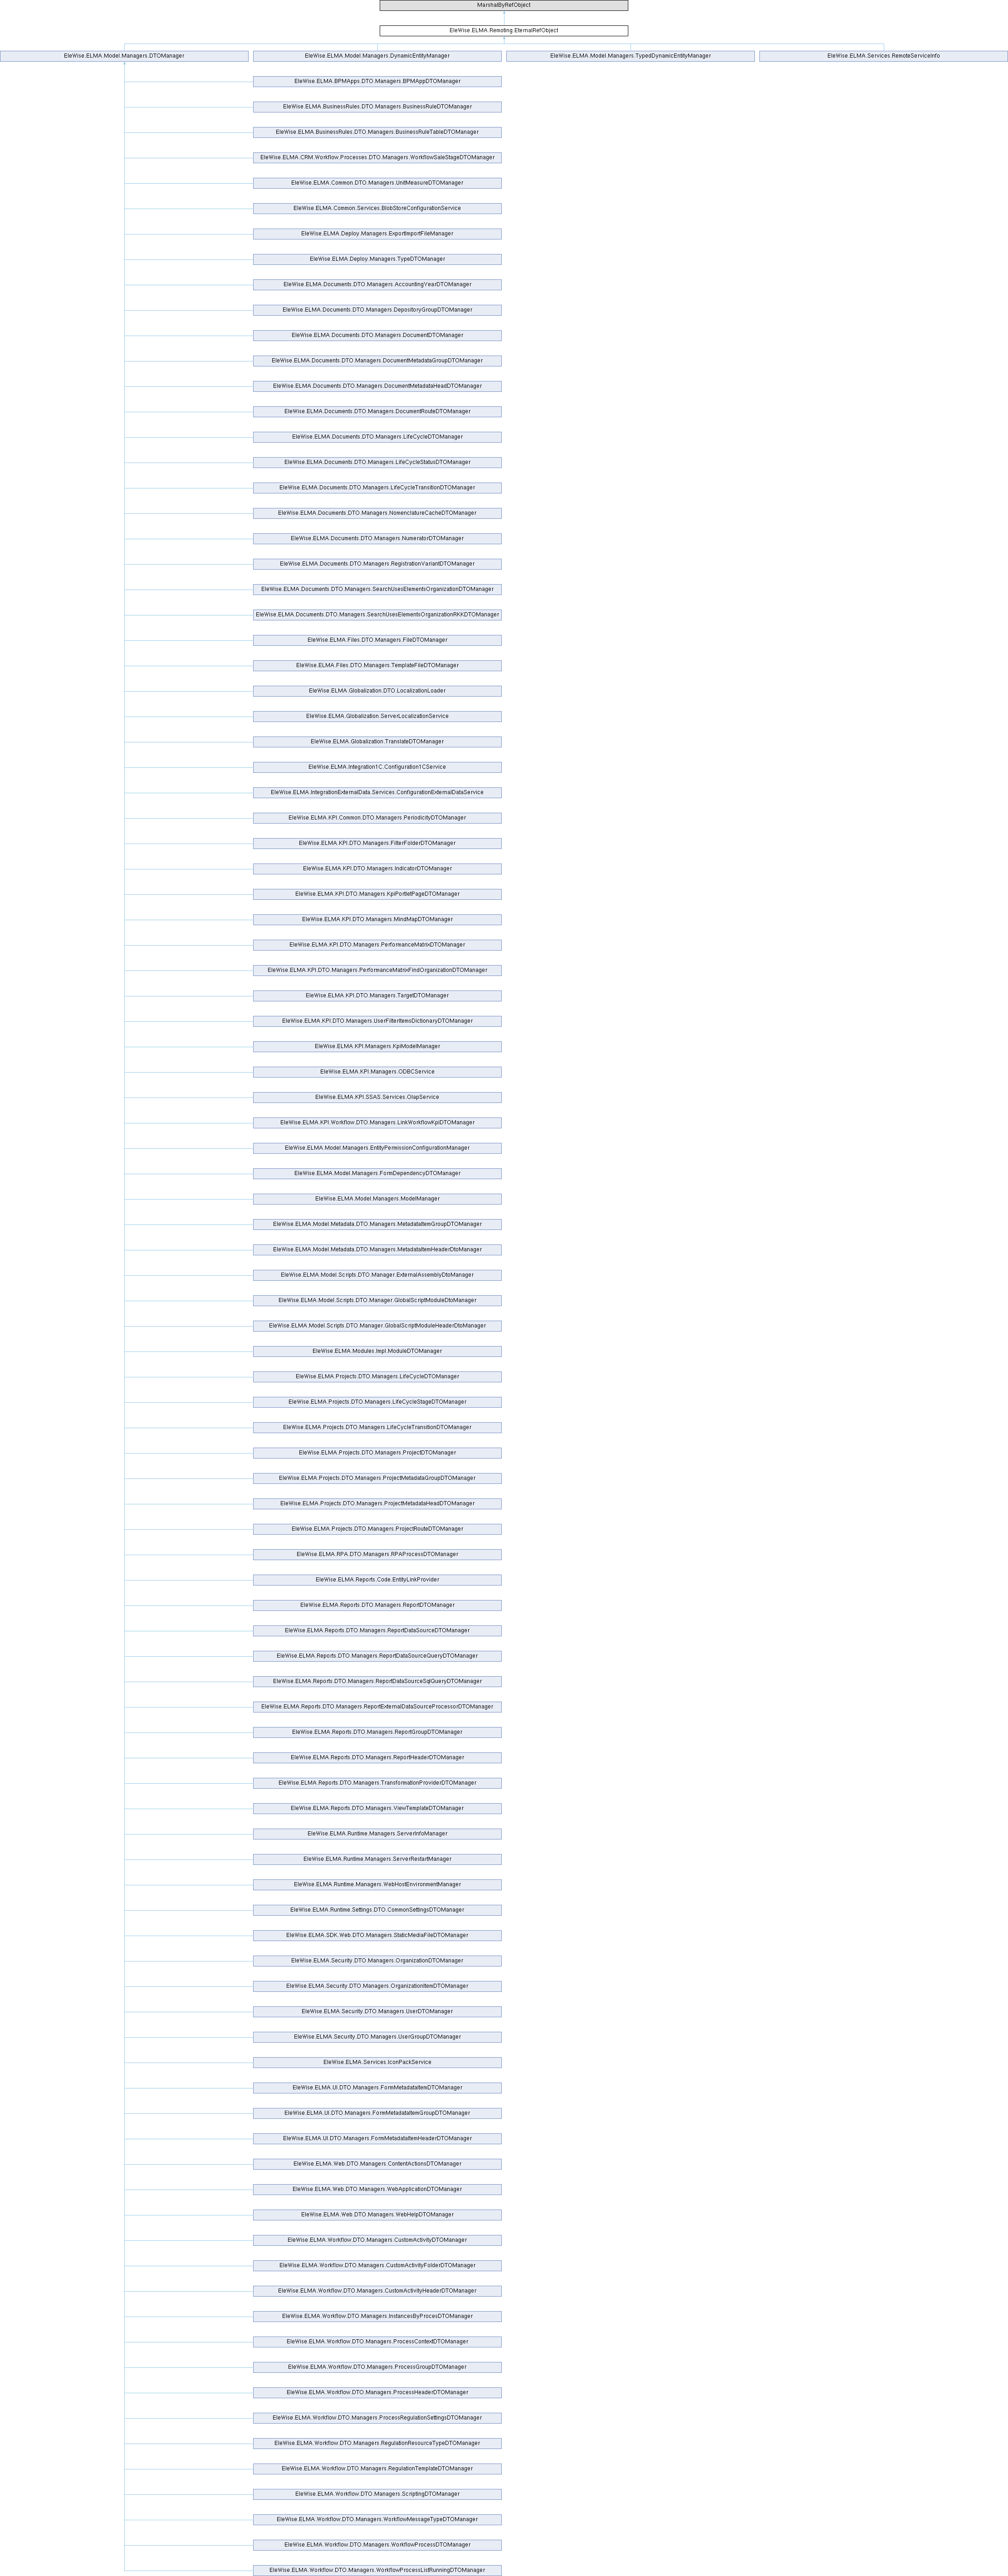 MarshalByRefObject
EleWise.ELMA.Remoting.EternalRefObject
EleWise.ELMA.Model.Managers.DTOManager
EleWise.ELMA.Model.Managers.DynamicEntityManager
EleWise.ELMA.Model.Managers.TypedDynamicEntityManager
EleWise.ELMA.Services.RemoteServiceInfo
EleWise.ELMA.BPMApps.DTO.Managers.BPMAppDTOManager
EleWise.ELMA.BusinessRules.DTO.Managers.BusinessRuleDTOManager
EleWise.ELMA.BusinessRules.DTO.Managers.BusinessRuleTableDTOManager
EleWise.ELMA.CRM.Workflow.Processes.DTO.Managers.WorkflowSaleStageDTOManager
EleWise.ELMA.Common.DTO.Managers.UnitMeasureDTOManager
EleWise.ELMA.Common.Services.BlobStoreConfigurationService
EleWise.ELMA.Deploy.Managers.ExportImportFileManager
EleWise.ELMA.Deploy.Managers.TypeDTOManager
EleWise.ELMA.Documents.DTO.Managers.AccountingYearDTOManager
EleWise.ELMA.Documents.DTO.Managers.DepositoryGroupDTOManager
EleWise.ELMA.Documents.DTO.Managers.DocumentDTOManager
EleWise.ELMA.Documents.DTO.Managers.DocumentMetadataGroupDTOManager
EleWise.ELMA.Documents.DTO.Managers.DocumentMetadataHeadDTOManager
EleWise.ELMA.Documents.DTO.Managers.DocumentRouteDTOManager
EleWise.ELMA.Documents.DTO.Managers.LifeCycleDTOManager
EleWise.ELMA.Documents.DTO.Managers.LifeCycleStatusDTOManager
EleWise.ELMA.Documents.DTO.Managers.LifeCycleTransitionDTOManager
EleWise.ELMA.Documents.DTO.Managers.NomenclatureCacheDTOManager
EleWise.ELMA.Documents.DTO.Managers.NumeratorDTOManager
EleWise.ELMA.Documents.DTO.Managers.RegistrationVariantDTOManager
EleWise.ELMA.Documents.DTO.Managers.SearchUsesElementsOrganizationDTOManager
EleWise.ELMA.Documents.DTO.Managers.SearchUsesElementsOrganizationRKKDTOManager
EleWise.ELMA.Files.DTO.Managers.FileDTOManager
EleWise.ELMA.Files.DTO.Managers.TemplateFileDTOManager
EleWise.ELMA.Globalization.DTO.LocalizationLoader
EleWise.ELMA.Globalization.ServerLocalizationService
EleWise.ELMA.Globalization.TranslateDTOManager
EleWise.ELMA.Integration1C.Configuration1CService
EleWise.ELMA.IntegrationExternalData.Services.ConfigurationExternalDataService
EleWise.ELMA.KPI.Common.DTO.Managers.PeriodicityDTOManager
EleWise.ELMA.KPI.DTO.Managers.FilterFolderDTOManager
EleWise.ELMA.KPI.DTO.Managers.IndicatorDTOManager
EleWise.ELMA.KPI.DTO.Managers.KpiPortletPageDTOManager
EleWise.ELMA.KPI.DTO.Managers.MindMapDTOManager
EleWise.ELMA.KPI.DTO.Managers.PerformanceMatrixDTOManager
EleWise.ELMA.KPI.DTO.Managers.PerformanceMatrixFindOrganizationDTOManager
EleWise.ELMA.KPI.DTO.Managers.TargetDTOManager
EleWise.ELMA.KPI.DTO.Managers.UserFilterItemsDictionaryDTOManager
EleWise.ELMA.KPI.Managers.KpiModelManager
EleWise.ELMA.KPI.Managers.ODBCService
EleWise.ELMA.KPI.SSAS.Services.OlapService
EleWise.ELMA.KPI.Workflow.DTO.Managers.LinkWorkflowKpiDTOManager
EleWise.ELMA.Model.Managers.EntityPermissionConfigurationManager
EleWise.ELMA.Model.Managers.FormDependencyDTOManager
EleWise.ELMA.Model.Managers.ModelManager
EleWise.ELMA.Model.Metadata.DTO.Managers.MetadataItemGroupDTOManager
EleWise.ELMA.Model.Metadata.DTO.Managers.MetadataItemHeaderDtoManager
EleWise.ELMA.Model.Scripts.DTO.Manager.ExternalAssemblyDtoManager
EleWise.ELMA.Model.Scripts.DTO.Manager.GlobalScriptModuleDtoManager
EleWise.ELMA.Model.Scripts.DTO.Manager.GlobalScriptModuleHeaderDtoManager
EleWise.ELMA.Modules.Impl.ModuleDTOManager
EleWise.ELMA.Projects.DTO.Managers.LifeCycleDTOManager
EleWise.ELMA.Projects.DTO.Managers.LifeCycleStageDTOManager
EleWise.ELMA.Projects.DTO.Managers.LifeCycleTransitionDTOManager
EleWise.ELMA.Projects.DTO.Managers.ProjectDTOManager
EleWise.ELMA.Projects.DTO.Managers.ProjectMetadataGroupDTOManager
EleWise.ELMA.Projects.DTO.Managers.ProjectMetadataHeadDTOManager
EleWise.ELMA.Projects.DTO.Managers.ProjectRouteDTOManager
EleWise.ELMA.RPA.DTO.Managers.RPAProcessDTOManager
EleWise.ELMA.Reports.Code.EntityLinkProvider
EleWise.ELMA.Reports.DTO.Managers.ReportDTOManager
EleWise.ELMA.Reports.DTO.Managers.ReportDataSourceDTOManager
EleWise.ELMA.Reports.DTO.Managers.ReportDataSourceQueryDTOManager
EleWise.ELMA.Reports.DTO.Managers.ReportDataSourceSqlQueryDTOManager
EleWise.ELMA.Reports.DTO.Managers.ReportExternalDataSourceProcessorDTOManager
EleWise.ELMA.Reports.DTO.Managers.ReportGroupDTOManager
EleWise.ELMA.Reports.DTO.Managers.ReportHeaderDTOManager
EleWise.ELMA.Reports.DTO.Managers.TransformationProviderDTOManager
EleWise.ELMA.Reports.DTO.Managers.ViewTemplateDTOManager
EleWise.ELMA.Runtime.Managers.ServerInfoManager
EleWise.ELMA.Runtime.Managers.ServerRestartManager
EleWise.ELMA.Runtime.Managers.WebHostEnvironmentManager
EleWise.ELMA.Runtime.Settings.DTO.CommonSettingsDTOManager
EleWise.ELMA.SDK.Web.DTO.Managers.StaticMediaFileDTOManager
EleWise.ELMA.Security.DTO.Managers.OrganizationDTOManager
EleWise.ELMA.Security.DTO.Managers.OrganizationItemDTOManager
EleWise.ELMA.Security.DTO.Managers.UserDTOManager
EleWise.ELMA.Security.DTO.Managers.UserGroupDTOManager
EleWise.ELMA.Services.IconPackService
EleWise.ELMA.UI.DTO.Managers.FormMetadataItemDTOManager
EleWise.ELMA.UI.DTO.Managers.FormMetadataItemGroupDTOManager
EleWise.ELMA.UI.DTO.Managers.FormMetadataItemHeaderDTOManager
EleWise.ELMA.Web.DTO.Managers.ContentActionsDTOManager
EleWise.ELMA.Web.DTO.Managers.WebApplicationDTOManager
EleWise.ELMA.Web.DTO.Managers.WebHelpDTOManager
EleWise.ELMA.Workflow.DTO.Managers.CustomActivityDTOManager
EleWise.ELMA.Workflow.DTO.Managers.CustomActivityFolderDTOManager
EleWise.ELMA.Workflow.DTO.Managers.CustomActivityHeaderDTOManager
EleWise.ELMA.Workflow.DTO.Managers.InstancesByProcesDTOManager
EleWise.ELMA.Workflow.DTO.Managers.ProcessContextDTOManager
EleWise.ELMA.Workflow.DTO.Managers.ProcessGroupDTOManager
EleWise.ELMA.Workflow.DTO.Managers.ProcessHeaderDTOManager
EleWise.ELMA.Workflow.DTO.Managers.ProcessRegulationSettingsDTOManager
EleWise.ELMA.Workflow.DTO.Managers.RegulationResourceTypeDTOManager
EleWise.ELMA.Workflow.DTO.Managers.RegulationTemplateDTOManager
EleWise.ELMA.Workflow.DTO.Managers.ScriptingDTOManager
EleWise.ELMA.Workflow.DTO.Managers.WorkflowMessageTypeDTOManager
EleWise.ELMA.Workflow.DTO.Managers.WorkflowProcessDTOManager
EleWise.ELMA.Workflow.DTO.Managers.WorkflowProcessListRunningDTOManager